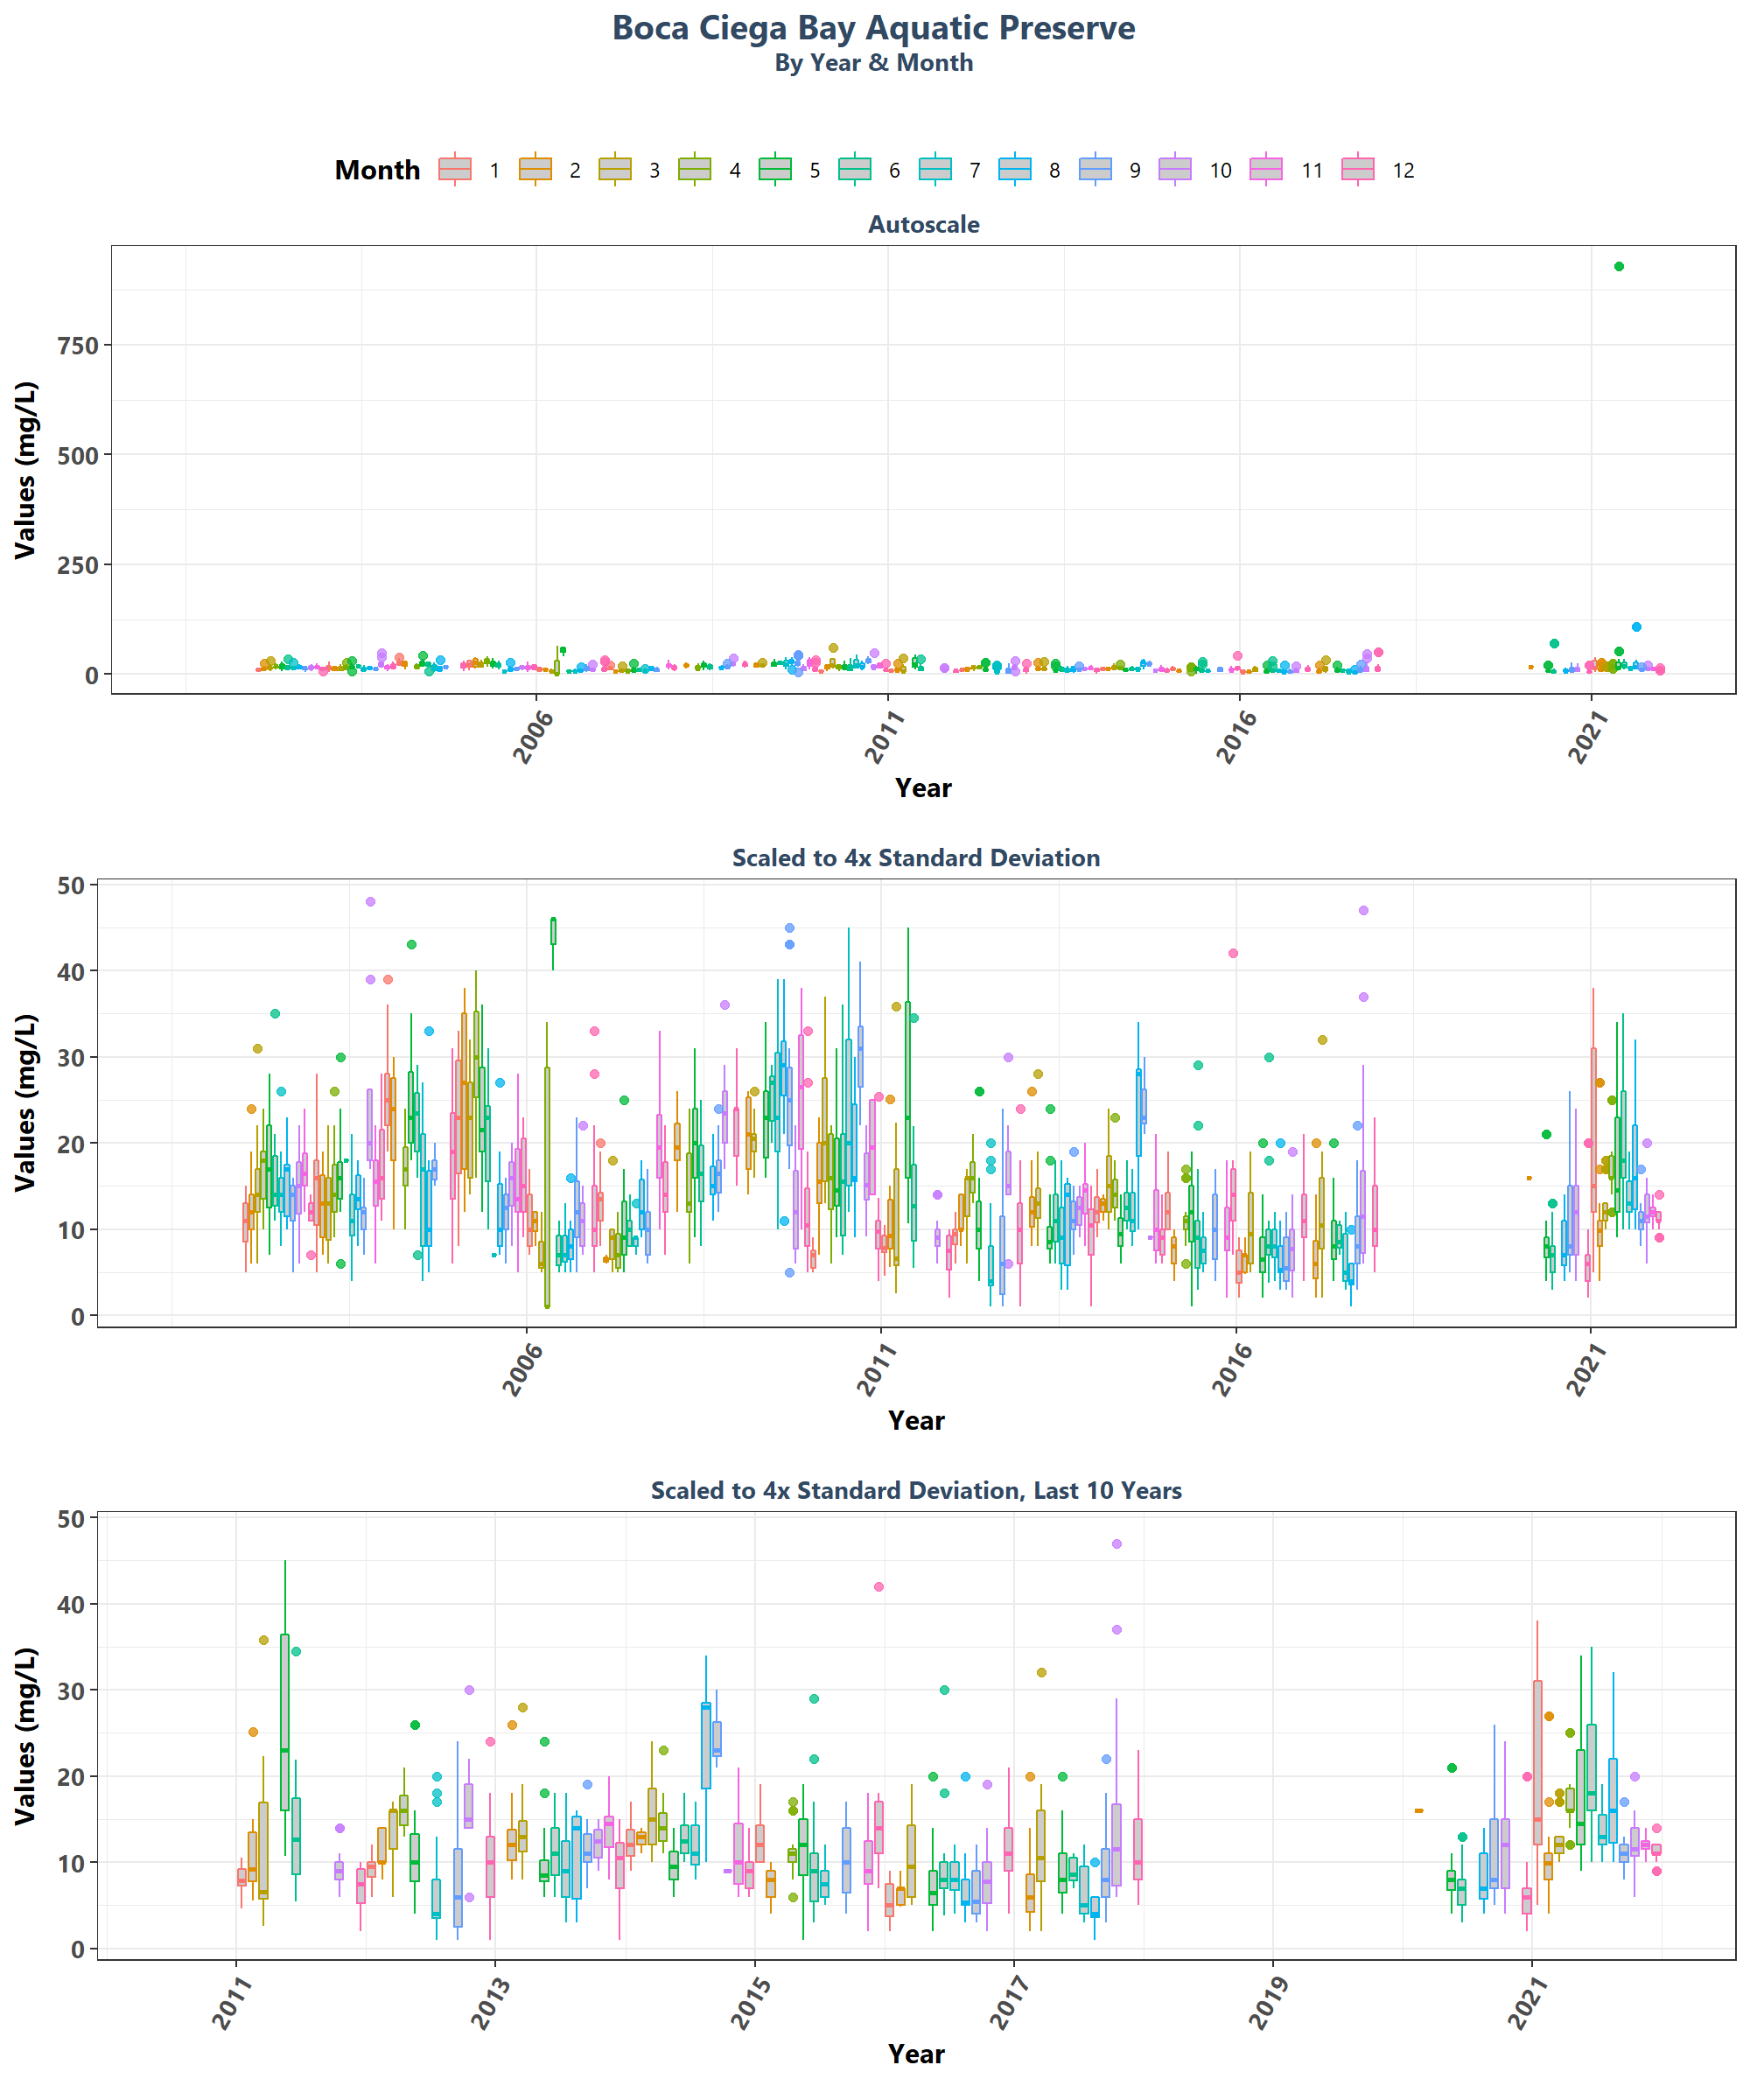 Boca Ciega Bay Aquatic Preserve
By Year & Month
Month 1 2 3 4 5 6 7 8 9 10 11 12
Autoscale
Values (mg/L)
750
500
250
0
2006 2011 2016 2021
Year
Scaled to 4x Standard Deviation
Values (mg/L)
50
40
30
20
10
0
2006 2011 2016 2021
Year
Scaled to 4x Standard Deviation, Last 10 Years
Values (mg/L)
50
40
30
20
10
0
2011 2013 2015 2017 2019 2021
Year